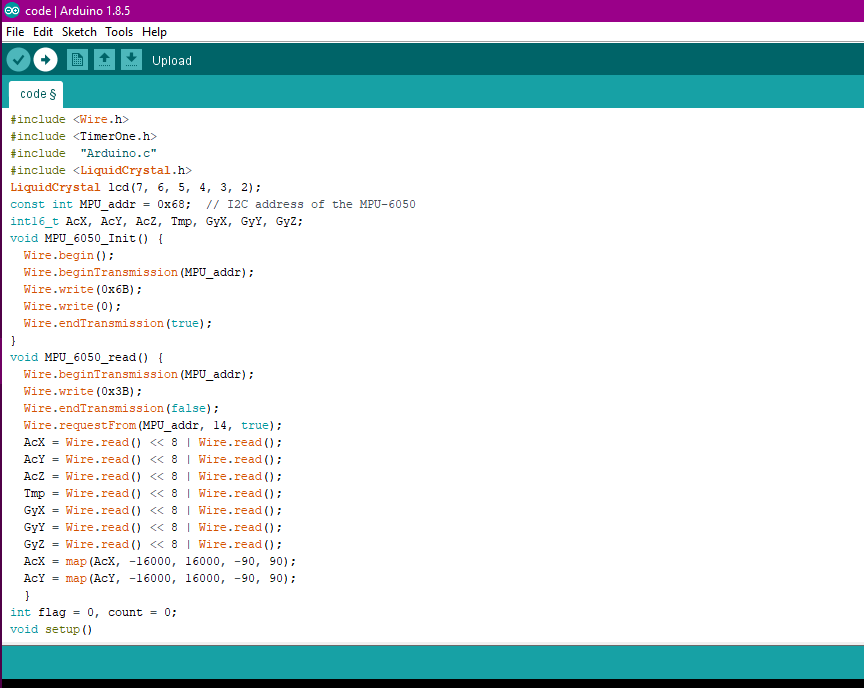 code | Arduino 1.8.5
File Edit Sketch Tools Help
Upload
code §
#include <Wire.h>
#include <TimerOne.h>
#include  "Arduino.c"
#include <LiquidCrystal.h>
LiquidCrystal lcd(7, 6, 5, 4, 3, 2);
const int MPU_addr = 0x68;  // I2C address of the MPU-6050
int16_t AcX, AcY, AcZ, Tmp, GyX, GyY, GyZ;
void MPU_6050_Init() {
  Wire.begin();
  Wire.beginTransmission(MPU_addr);
  Wire.write(0x6B);
  Wire.write(0);
  Wire.endTransmission(true);
}
void MPU_6050_read() {
  Wire.beginTransmission(MPU_addr);
  Wire.write(0x3B);
  Wire.endTransmission(false);
  Wire.requestFrom(MPU_addr, 14, true);
  AcX = Wire.read() << 8 | Wire.read();
  AcY = Wire.read() << 8 | Wire.read();
  AcZ = Wire.read() << 8 | Wire.read();
  Tmp = Wire.read() << 8 | Wire.read();
  GyX = Wire.read() << 8 | Wire.read();
  GyY = Wire.read() << 8 | Wire.read();
  GyZ = Wire.read() << 8 | Wire.read();
  AcX = map(AcX, -16000, 16000, -90, 90);
  AcY = map(AcY, -16000, 16000, -90, 90);
  }
int flag = 0, count = 0;
void setup()